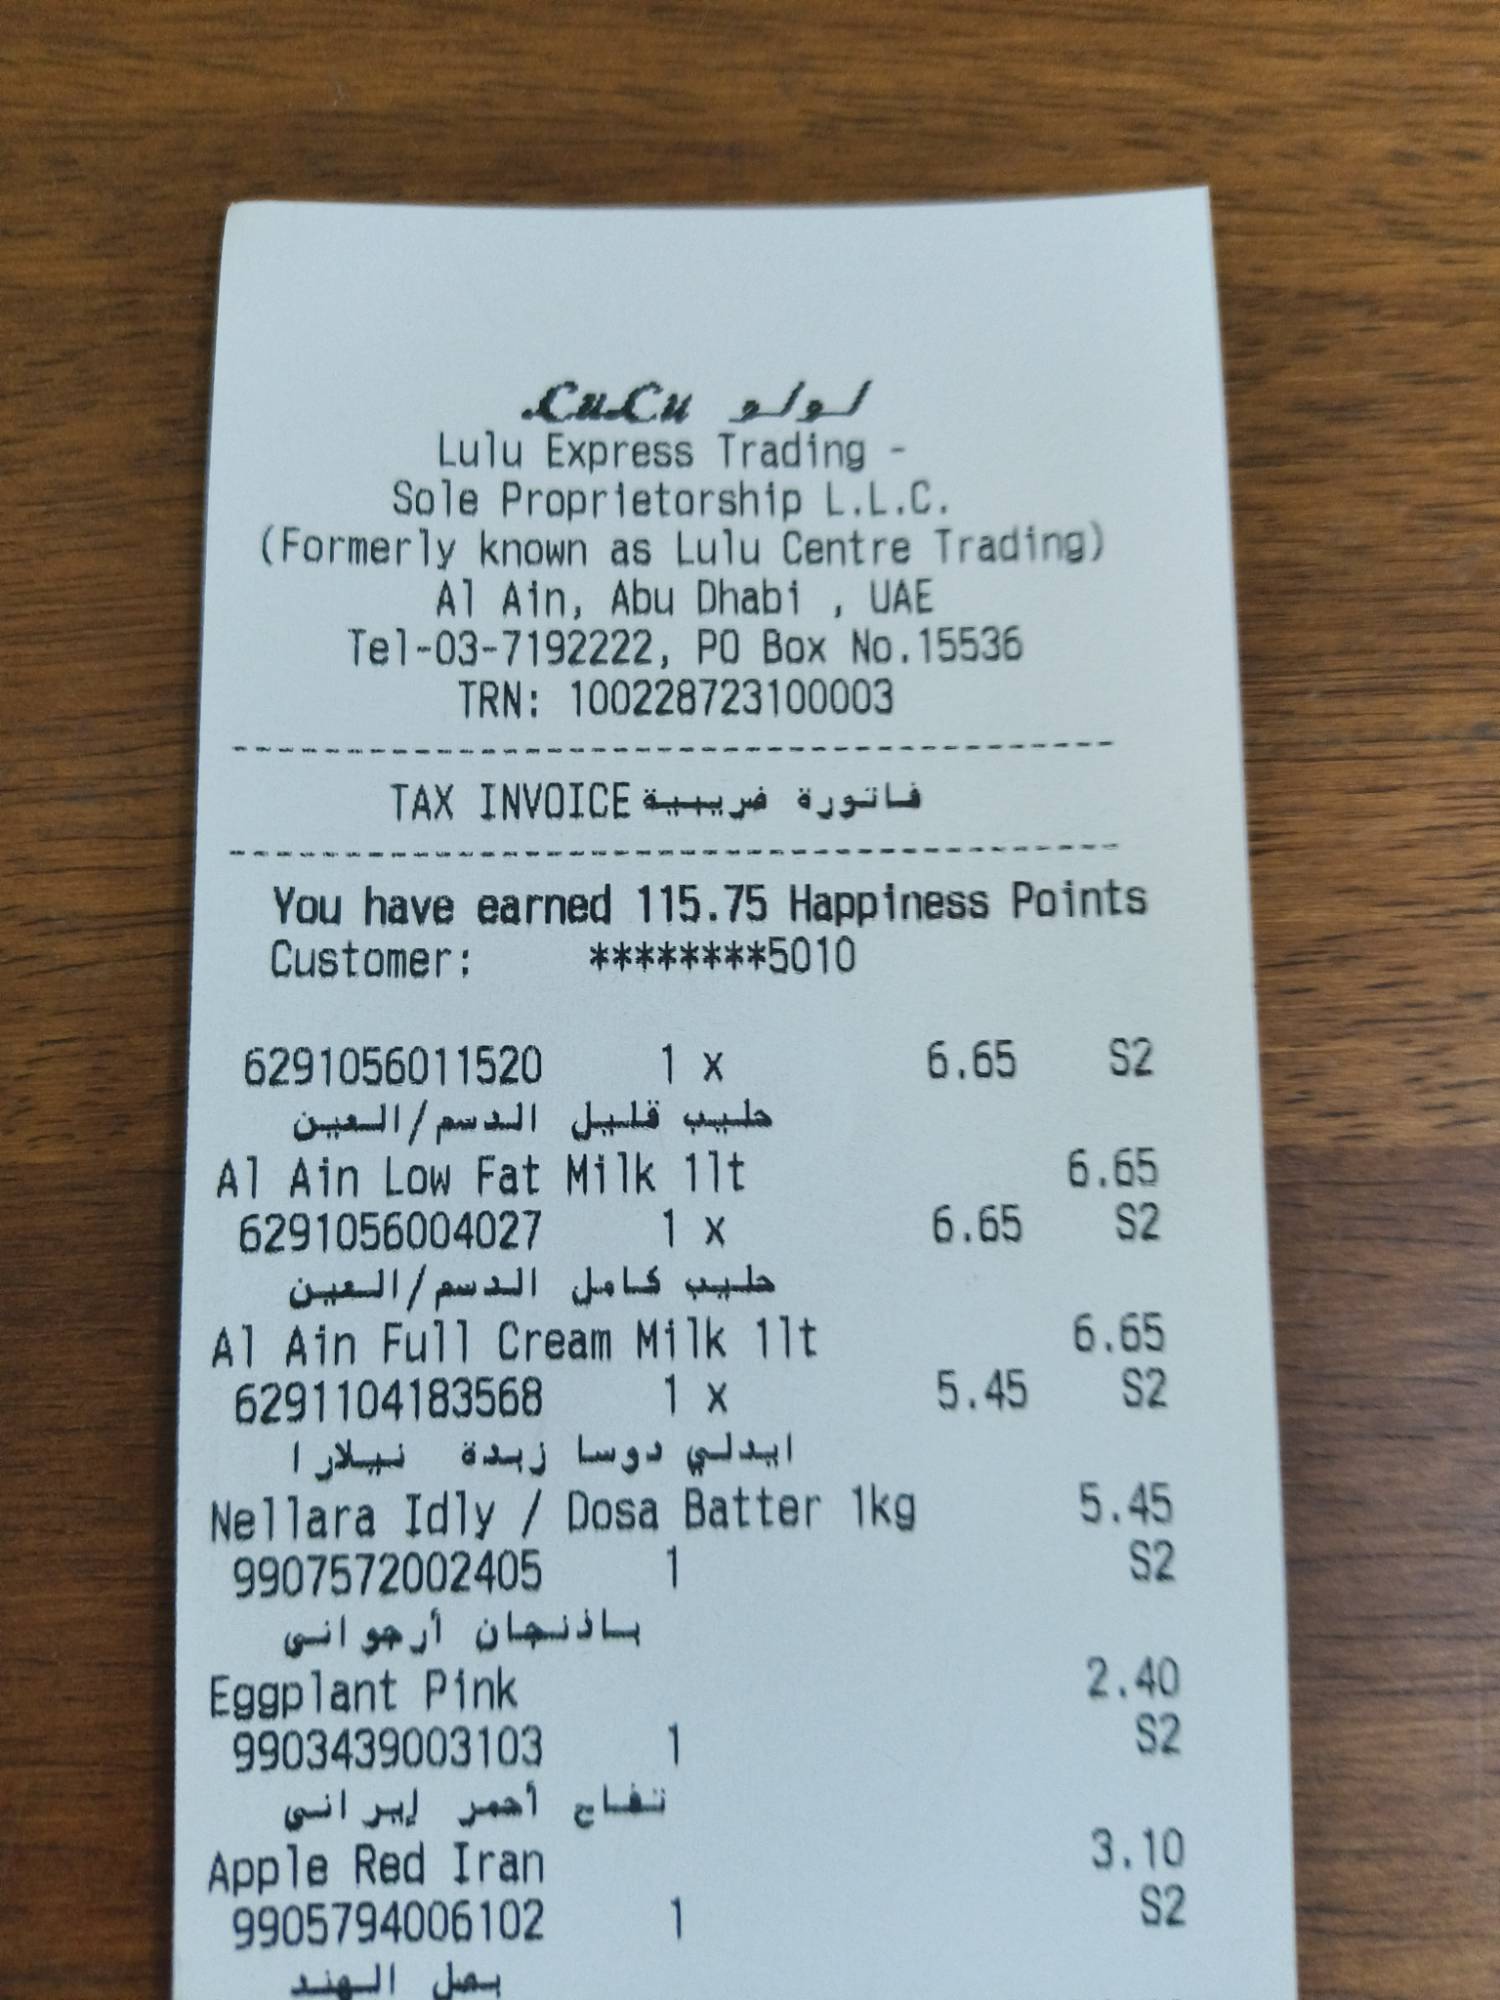 LuLu لولو
Lulu Express Trading -
Sole Proprietorship L.L.C.
(Formerly known as Lulu Centre Trading)
Al Ain, Abu Dhabi , UAE
Tel-03-7192222, PO Box No.15536
TRN: 100228723100003
TAX INVOICE فاتورة ضريبية
You have earned 115.75 Happiness Points
Customer: ********5010
6291056011520 1 x 6.65 S2
حليب قليل الدسم/العين
Al Ain Low Fat Milk 1lt 6.65
6291056004027 1 x 6.65 S2
حليب كامل الدسم/العين
Al Ain Full Cream Milk 1lt 6.65
6291104183568 1 x 5.45 S2
ايدلي دوسا زبدة نيلارا
Nellara Idly / Dosa Batter 1kg 5.45
9907572002405 1 S2
باذنجان أرجواني
Eggplant Pink 2.40
9903439003103 1 S2
تفاح أحمر إيراني
Apple Red Iran 3.10
9905794006102 1 S2
بصل الهند